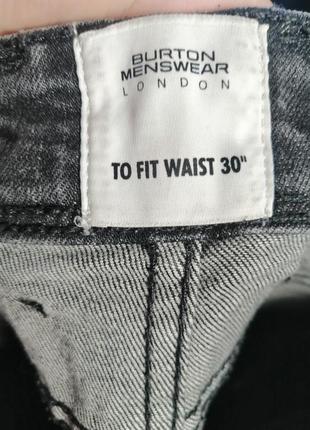 BURTON
MENSWEAR
LONDON
TO FIT WAIST 30"